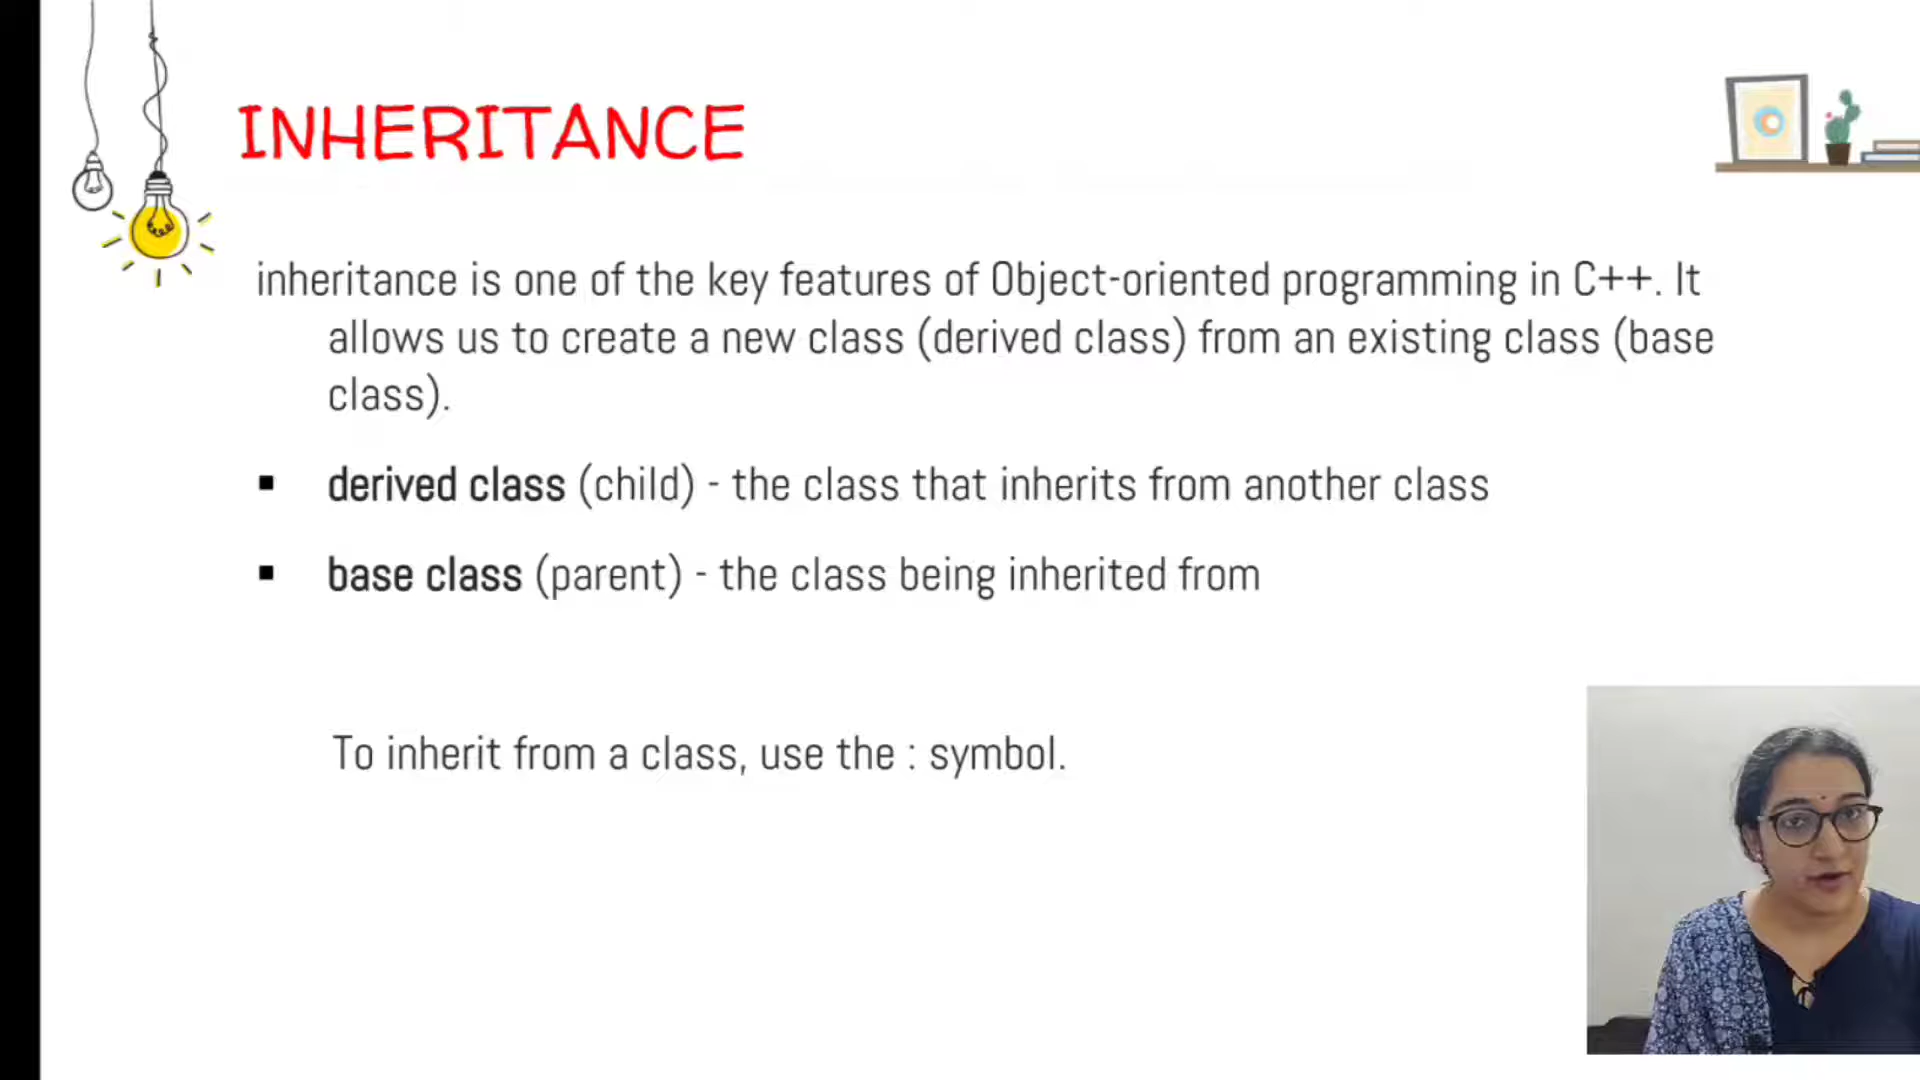 INHERITANCE
inheritance is one of the key features of Object-oriented programming in C++. It
allows us to create a new class (derived class) from an existing class (base
class).
▪ derived class (child) - the class that inherits from another class
▪ base class (parent) - the class being inherited from
To inherit from a class, use the : symbol.